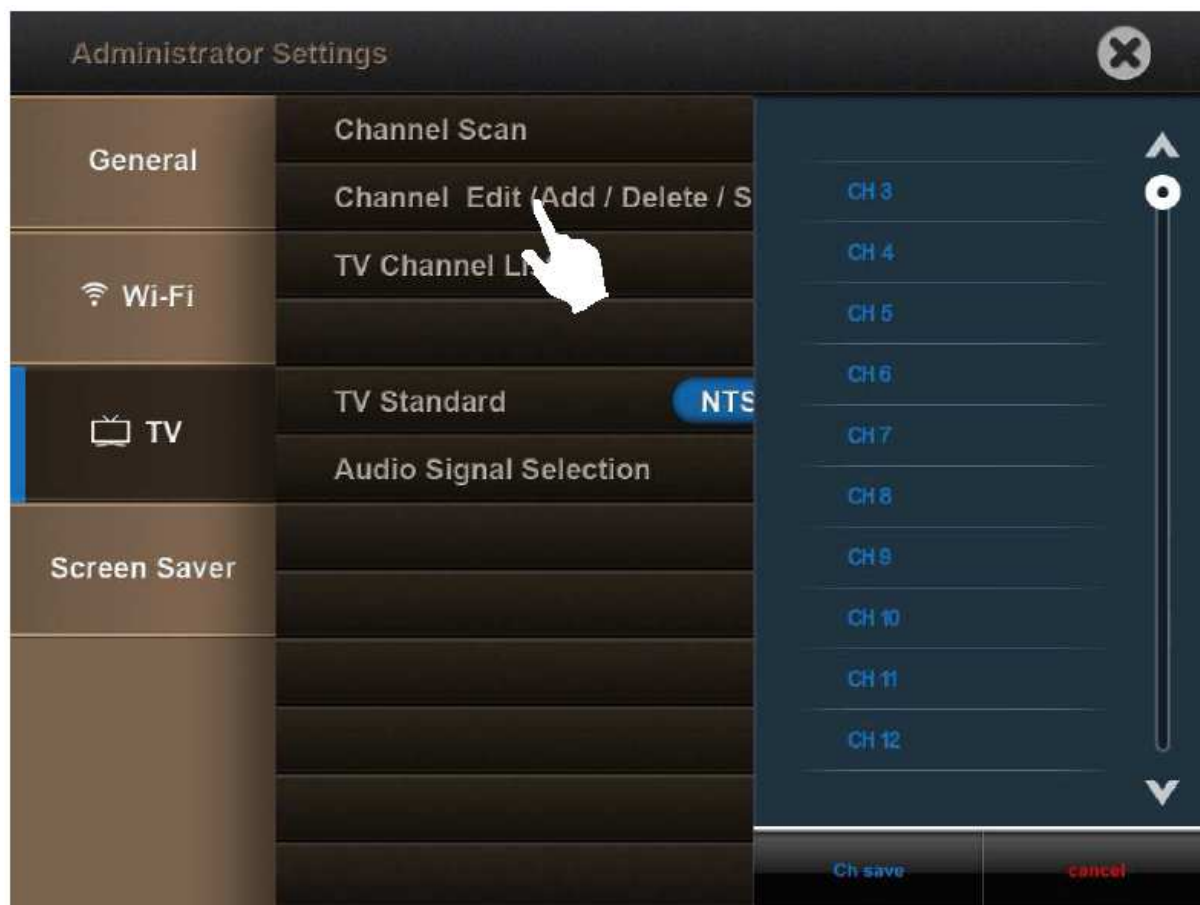 Administrator Settings
General
Wi-Fi
TV
Screen Saver
Channel Scan
Channel Edit /Add / Delete / S
TV Channel
TV Standard
NTS
Audio Signal Selection
CH 3
CH 4
CH 5
CH 6
CH 7
CH 8
CH 9
CH 10
CH 11
CH 12
Ch save
cancel